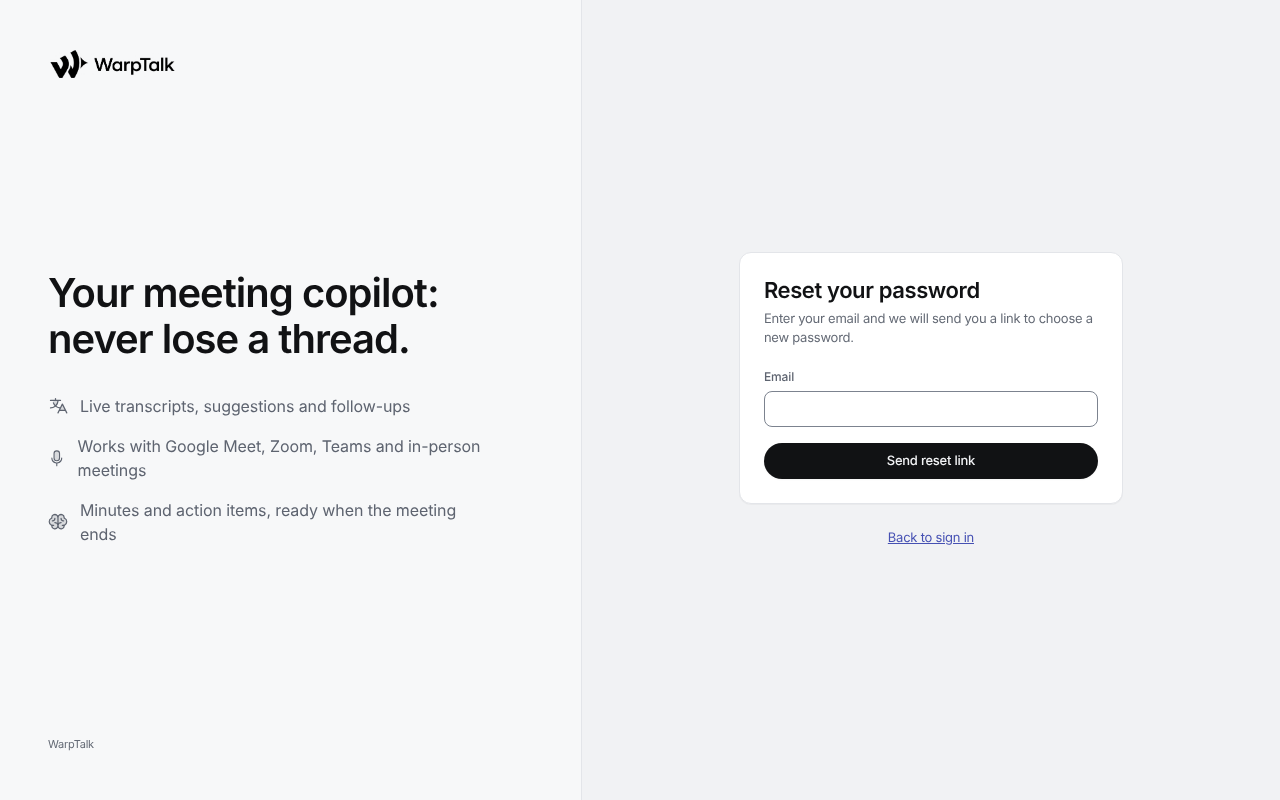 WarpTalk
Your meeting copilot:
never lose a thread.
Live transcripts, suggestions and follow-ups
Works with Google Meet, Zoom, Teams and in-person
meetings
Minutes and action items, ready when the meeting
ends
WarpTalk
Reset your password
Enter your email and we will send you a link to choose a
new password.
Email
Send reset link
Back to sign in